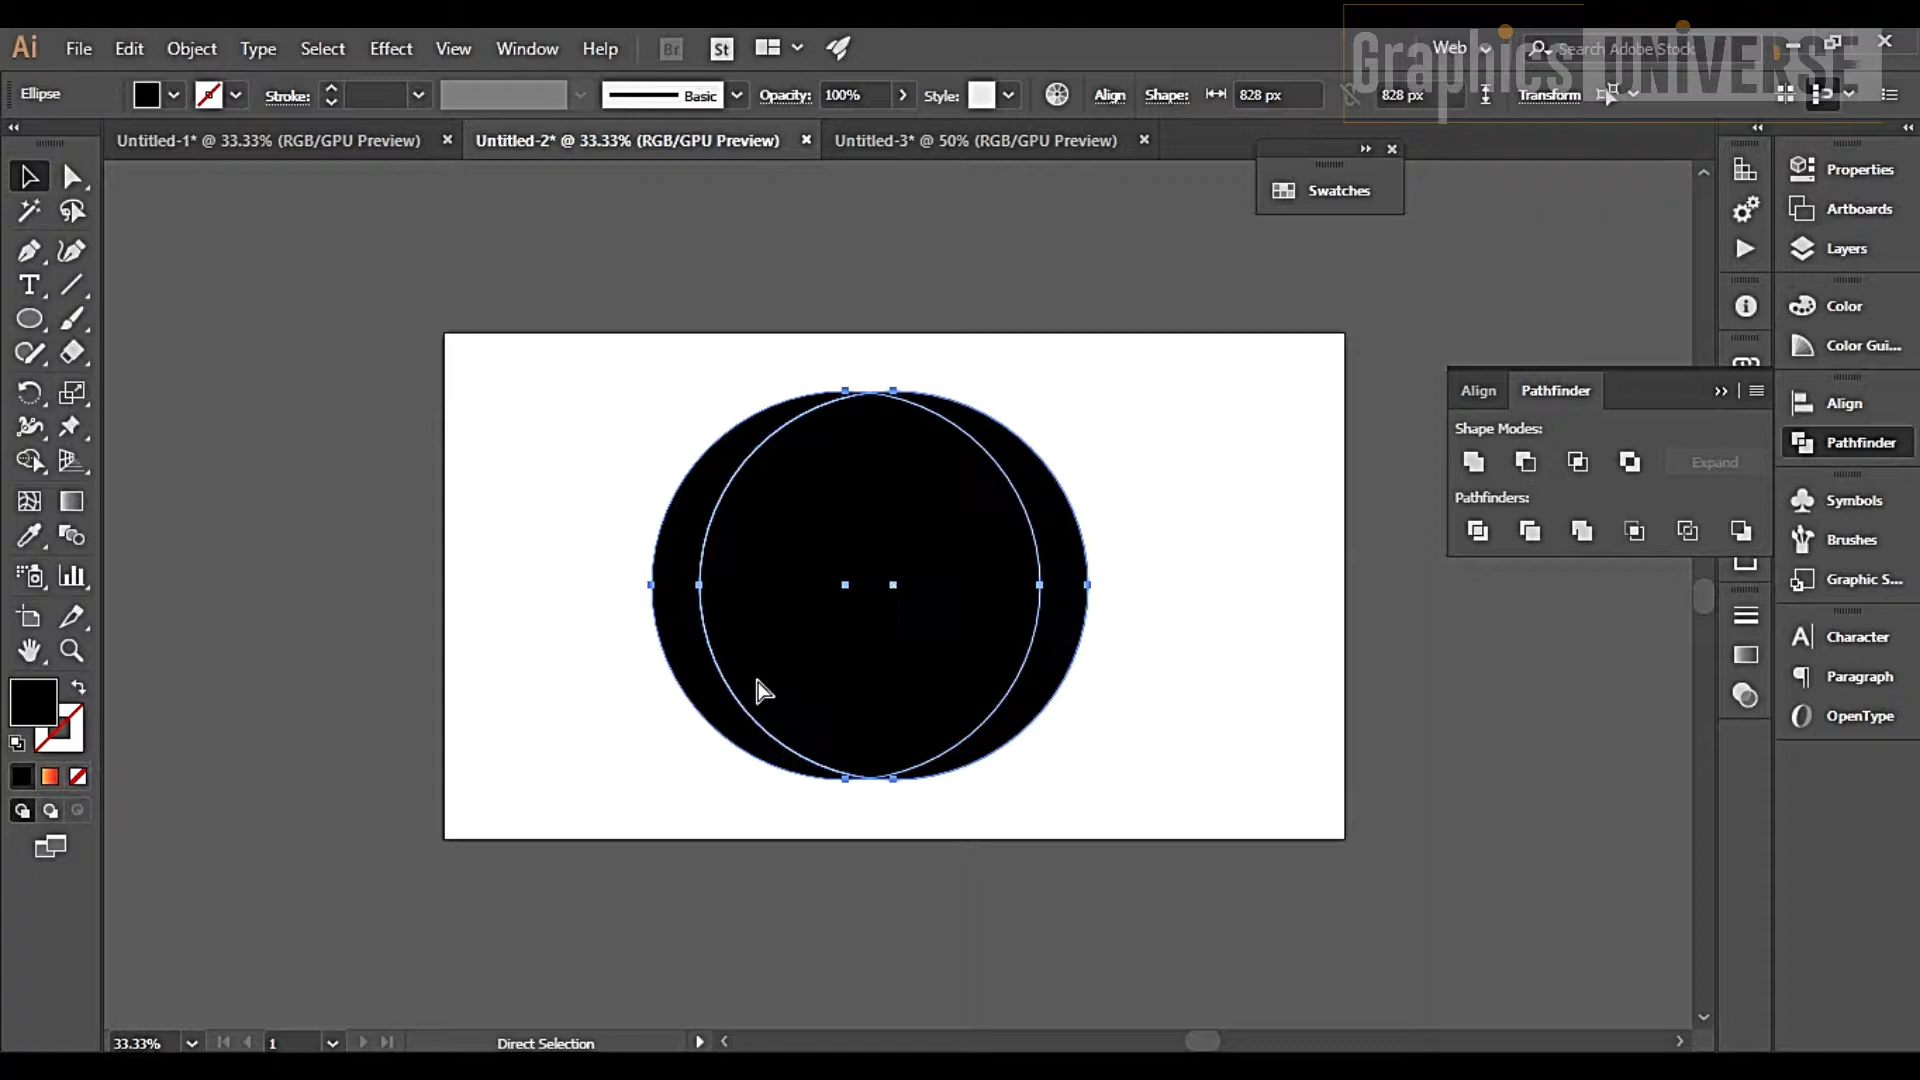 Graphics UNIVERSE
Ai File Edit Object Type Select Effect View Window Help Br St Web Search Adobe Stock
Ellipse Stroke: Basic Opacity: 100% Style: Align Shape: 828 px 828 px Transform
Untitled-1* @ 33.33% (RGB/GPU Preview) Untitled-2* @ 33.33% (RGB/GPU Preview) Untitled-3* @ 50% (RGB/GPU Preview)
Swatches
Properties
Artboards
Layers
Color
Color Gui...
Align
Pathfinder
Symbols
Brushes
Graphic S...
Character
Paragraph
OpenType
Align Pathfinder
Shape Modes:
Expand
Pathfinders:
33.33% 1 Direct Selection